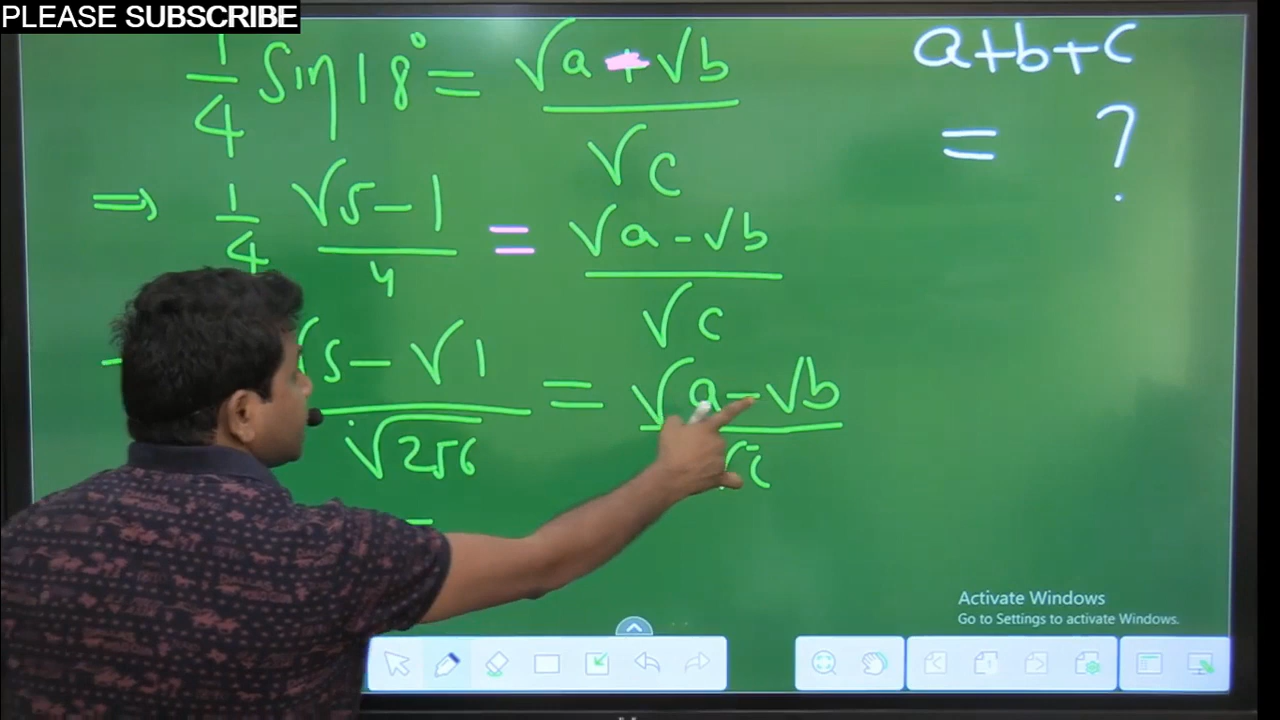 PLEASE SUBSCRIBE
1/4 Sin 18° = (√a - √b)/√c
a+b+c
= ?
⇒ 1/4 (√5 - 1)/4 = (√a - √b)/√c
√5 - √1/√256 = √a - √b/√c
Activate Windows
Go to Settings to activate Windows.